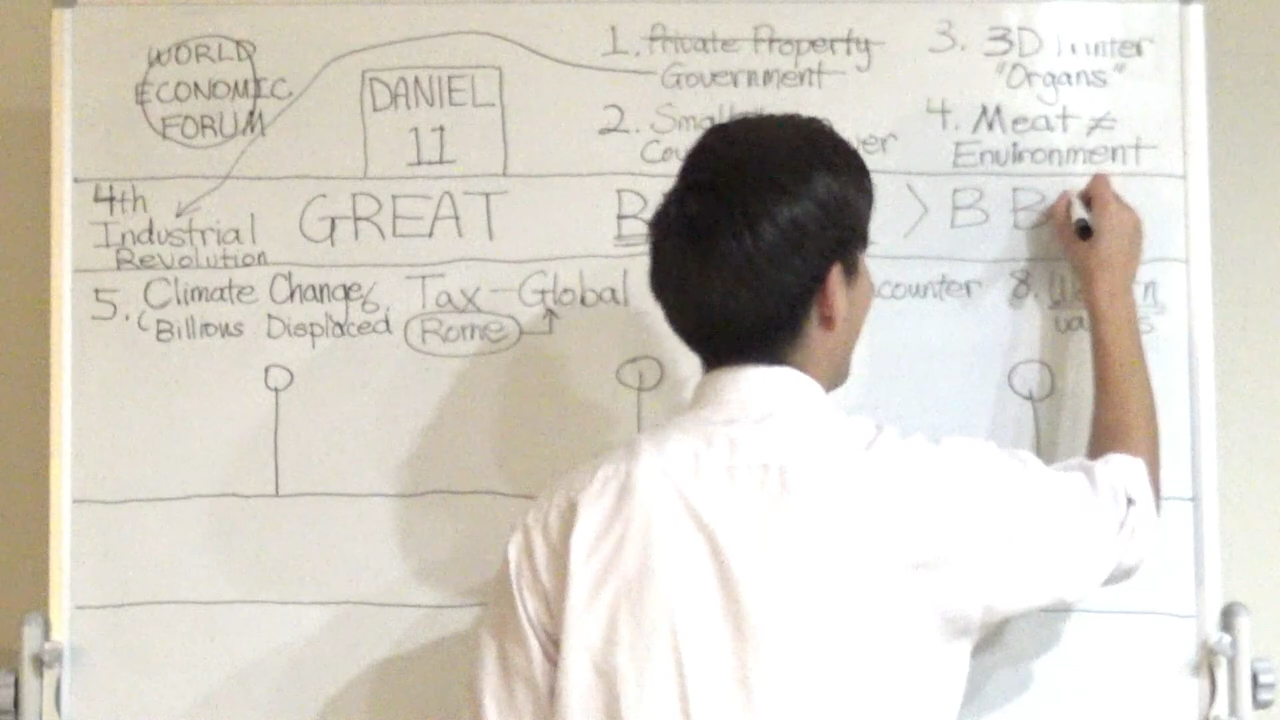 WORLD
ECONOMIC
FORUM
DANIEL
11
1. Private Property
Government
2.
3. 3D
"Organs"
4. Meat ≠
Environment
4th
Industrial
Revolution
GREAT B > B B
5. Climate Change
(Billions Displaced
Tax - Global
Rome
counter
8.